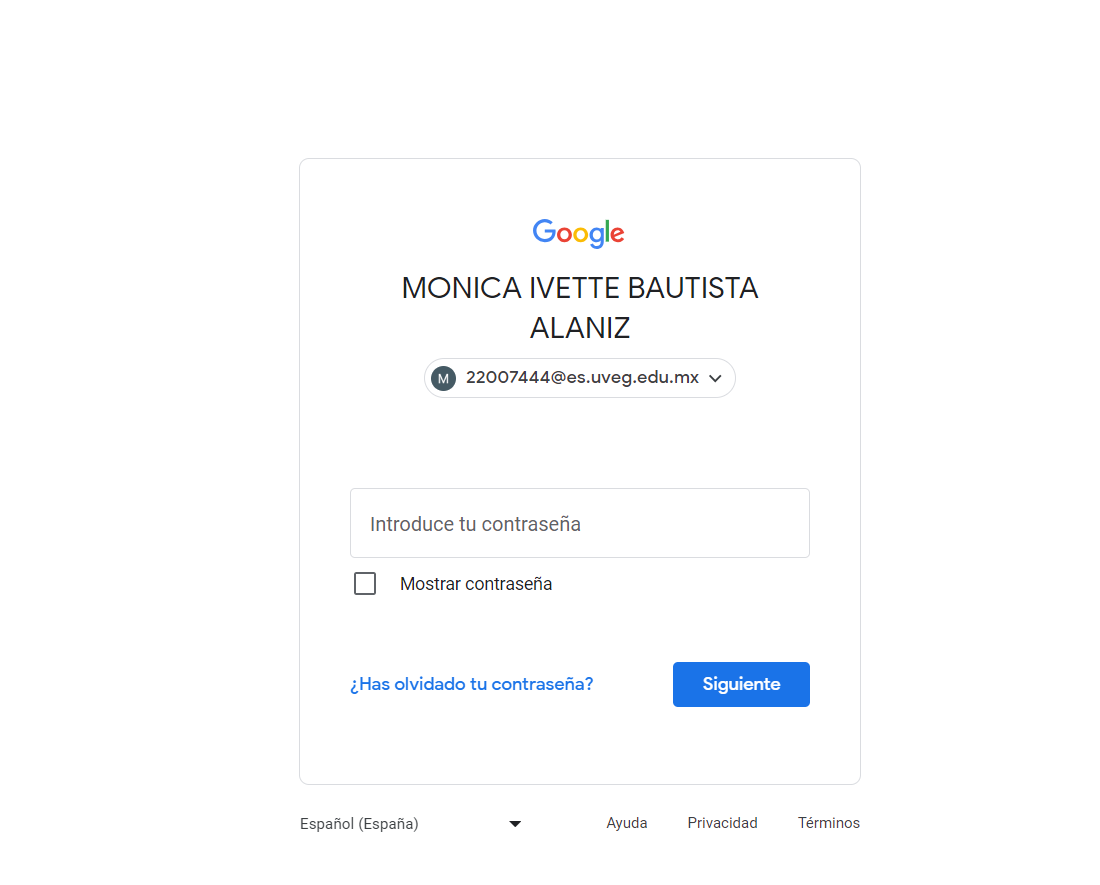 Google
MONICA IVETTE BAUTISTA
ALANIZ
M 22007444@es.uveg.edu.mx
Introduce tu contraseña
Mostrar contraseña
¿Has olvidado tu contraseña?
Siguiente
Español (España)
Ayuda
Privacidad
Términos